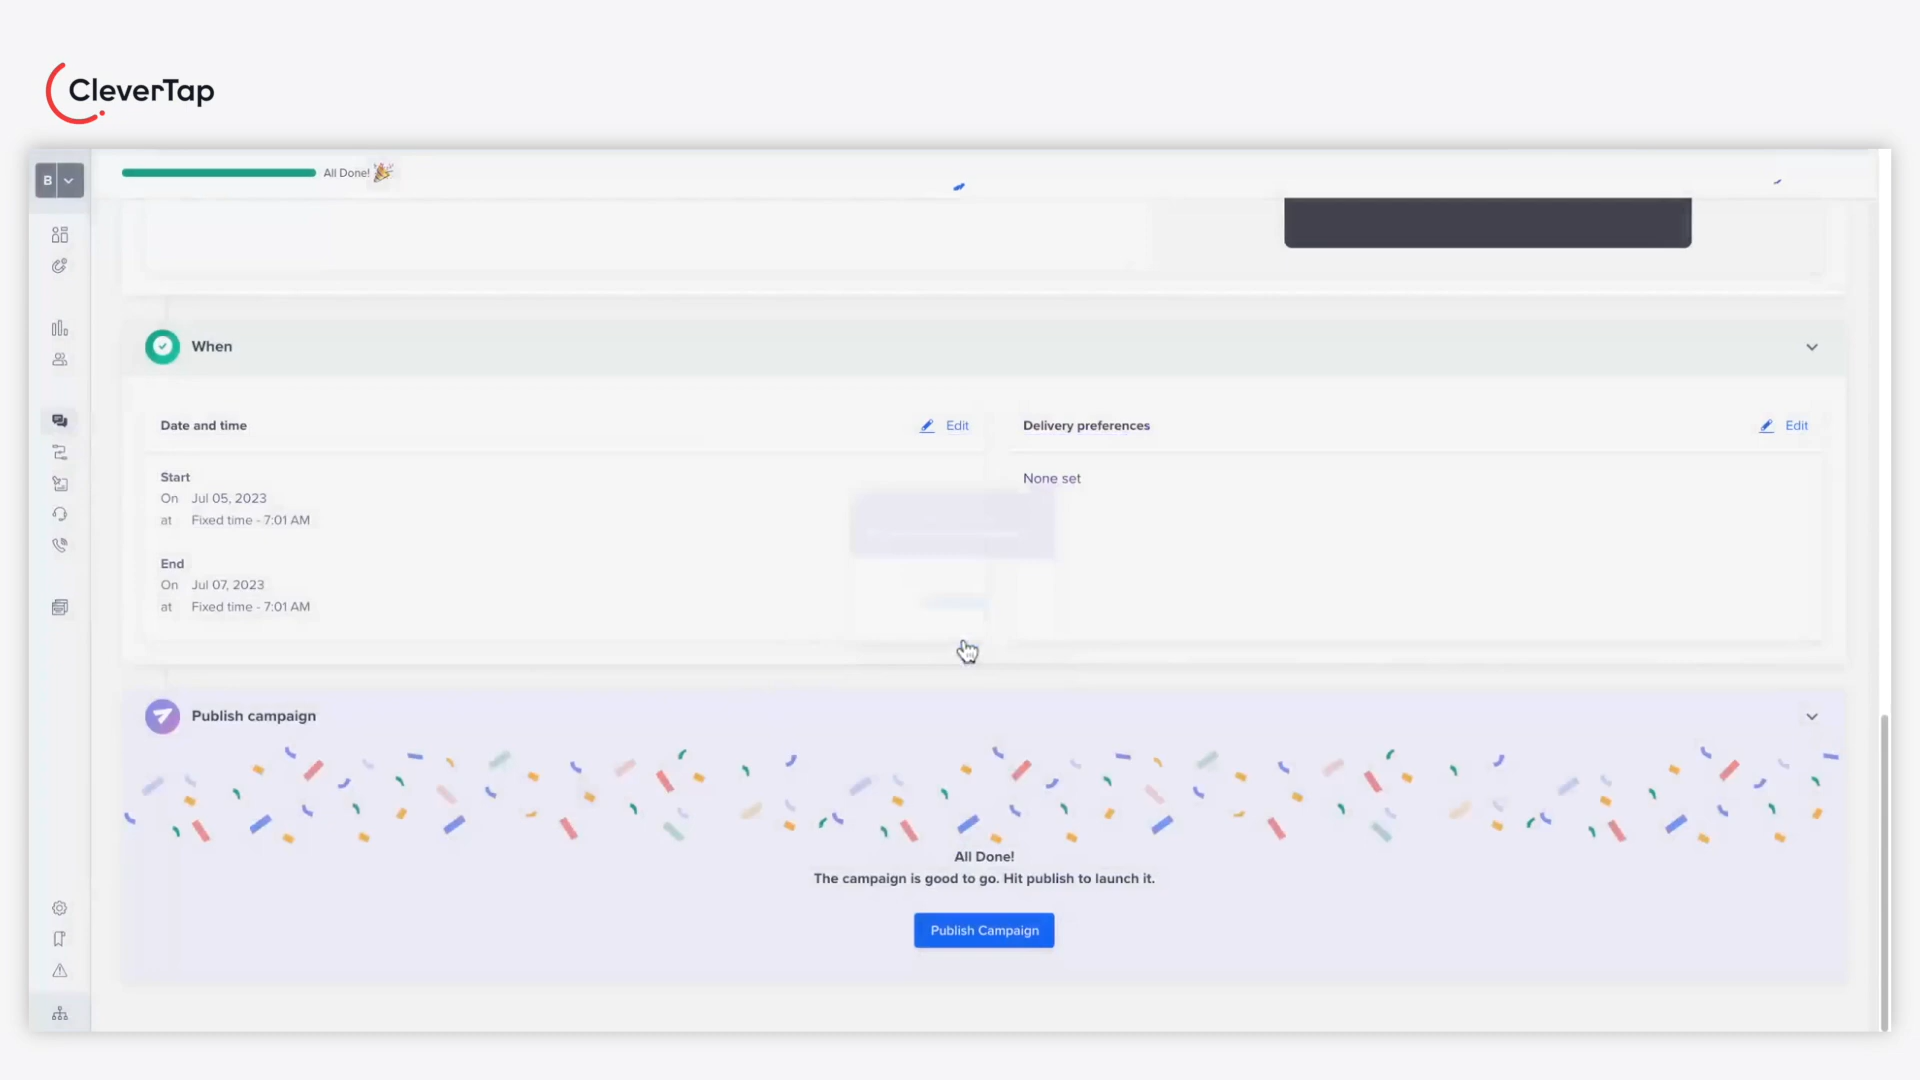 CleverTap
B
All Done!
When
Date and time
Edit
Delivery preferences
Edit
Start
On Jul 05, 2023
at Fixed time - 7:01 AM
None set
End
On Jul 07, 2023
at Fixed time - 7:01 AM
Publish campaign
All Done!
The campaign is good to go. Hit publish to launch it.
Publish Campaign